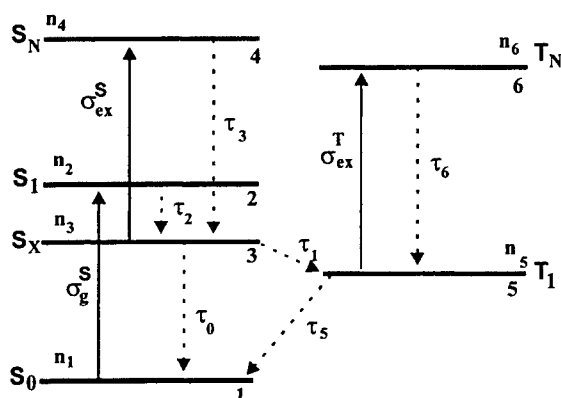 S_N n_4 4
n_6 T_N
6
σ_ex^S
τ_3
σ_ex^T
τ_6
S_1 n_2 2
τ_2
S_X n_3 3
τ_1
n_5 T_1
5
σ_g^S
τ_0
τ_5
S_0 n_1 1